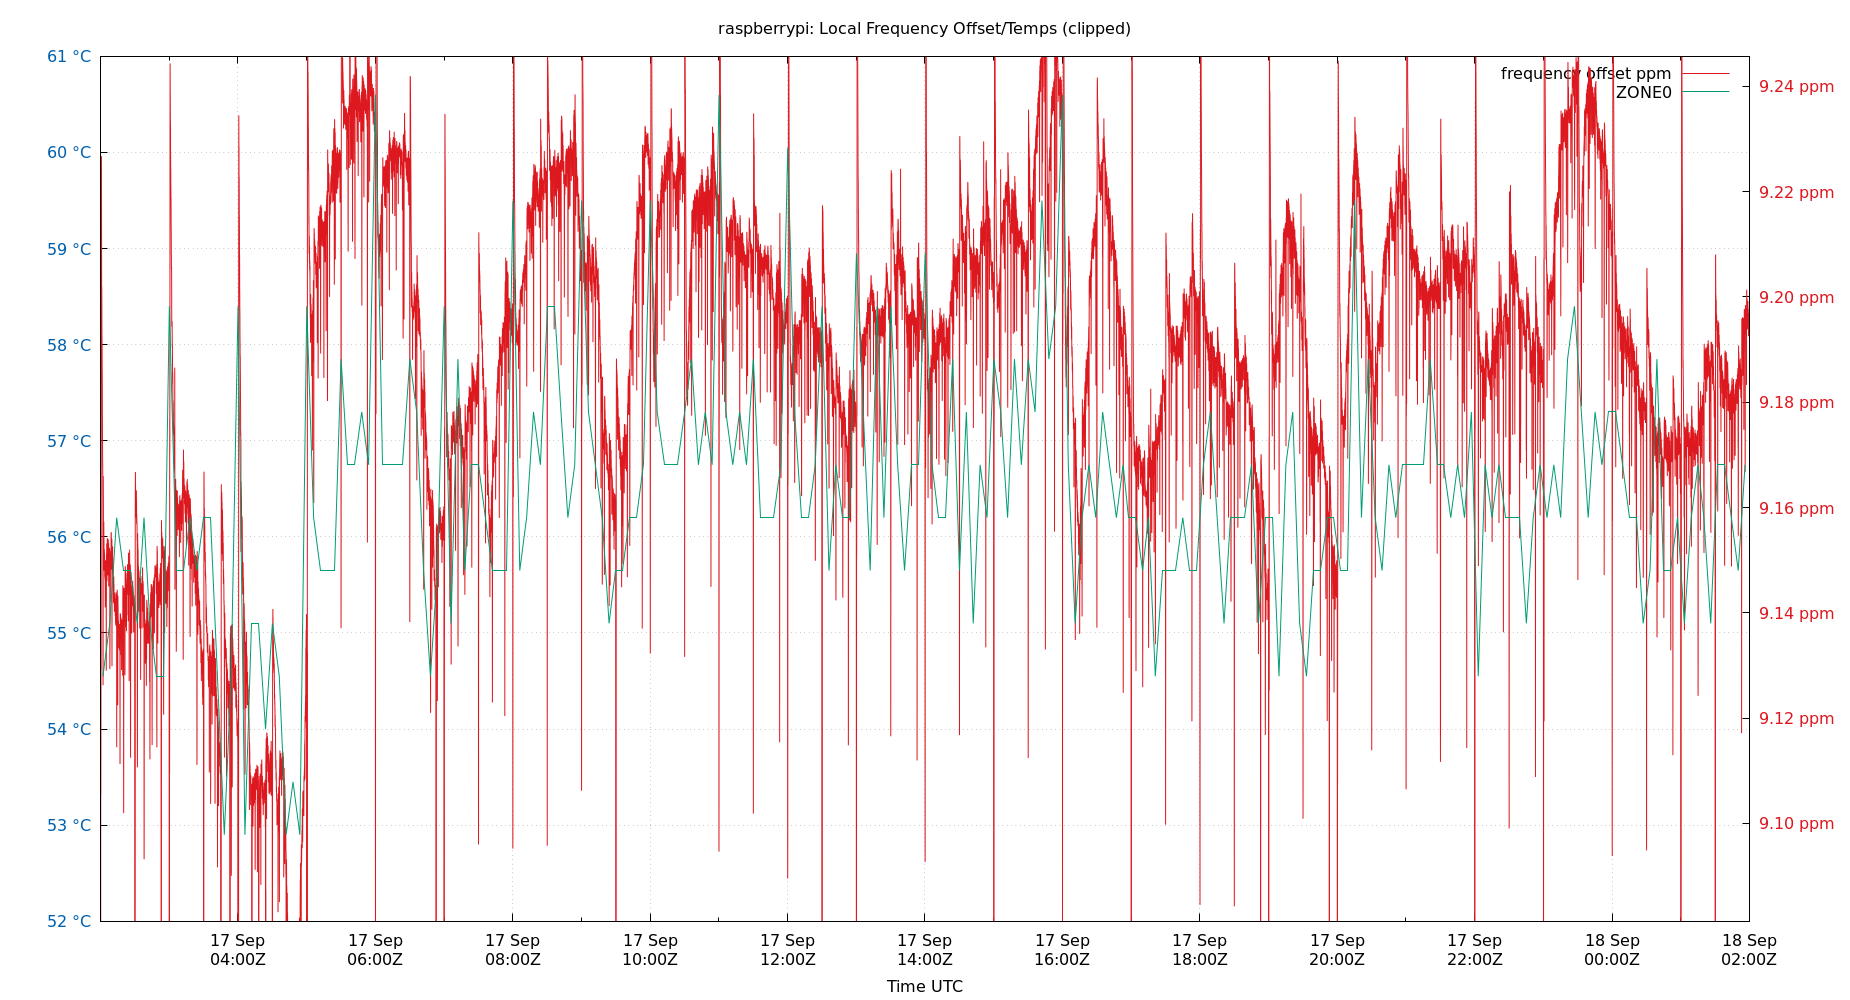 raspberrypi: Local Frequency Offset/Temps (clipped)
61 °C
60 °C
59 °C
58 °C
57 °C
56 °C
55 °C
54 °C
53 °C
52 °C
frequency offset ppm
ZONE0
9.24 ppm
9.22 ppm
9.20 ppm
9.18 ppm
9.16 ppm
9.14 ppm
9.12 ppm
9.10 ppm
17 Sep 17 Sep 17 Sep 17 Sep 17 Sep 17 Sep 17 Sep 17 Sep 17 Sep 17 Sep 18 Sep 18 Sep
04:00Z 06:00Z 08:00Z 10:00Z 12:00Z 14:00Z 16:00Z 18:00Z 20:00Z 22:00Z 00:00Z 02:00Z
Time UTC